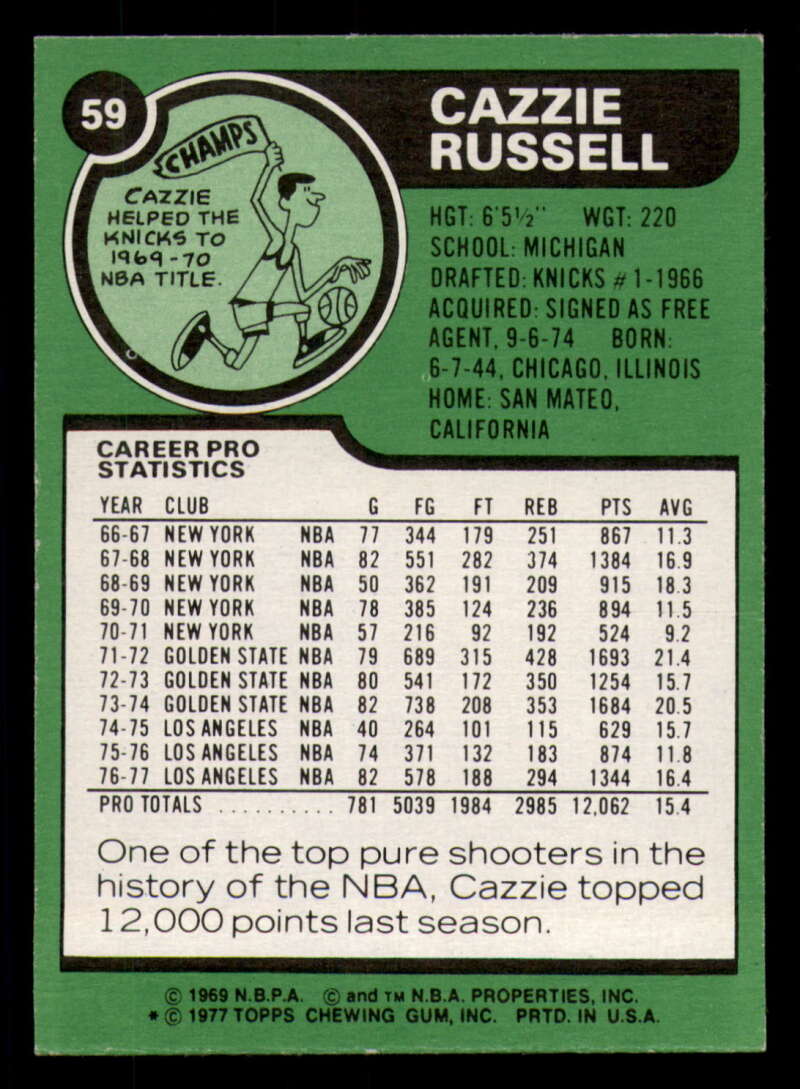 59
CAZZIE
RUSSELL
CHAMPS
CAZZIE
HELPED THE
KNICKS TO
1969-70
NBA TITLE.
HGT: 6'5½" WGT: 220
SCHOOL: MICHIGAN
DRAFTED: KNICKS #1-1966
ACQUIRED: SIGNED AS FREE
AGENT, 9-6-74 BORN:
6-7-44, CHICAGO, ILLINOIS
HOME: SAN MATEO,
CALIFORNIA
CAREER PRO
STATISTICS
YEAR CLUB G FG FT REB PTS AVG
66-67 NEW YORK NBA 77 344 179 251 867 11.3
67-68 NEW YORK NBA 82 551 282 374 1384 16.9
68-69 NEW YORK NBA 50 362 191 209 915 18.3
69-70 NEW YORK NBA 78 385 124 236 894 11.5
70-71 NEW YORK NBA 57 216 92 192 524 9.2
71-72 GOLDEN STATE NBA 79 689 315 428 1693 21.4
72-73 GOLDEN STATE NBA 80 541 172 350 1254 15.7
73-74 GOLDEN STATE NBA 82 738 208 353 1684 20.5
74-75 LOS ANGELES NBA 40 264 101 115 629 15.7
75-76 LOS ANGELES NBA 74 371 132 183 874 11.8
76-77 LOS ANGELES NBA 82 578 188 294 1344 16.4
PRO TOTALS .......... 781 5039 1984 2985 12,062 15.4
One of the top pure shooters in the
history of the NBA, Cazzie topped
12,000 points last season.
© 1969 N.B.P.A. © and TM N.B.A. PROPERTIES, INC.
* © 1977 TOPPS CHEWING GUM, INC. PRTD. IN U.S.A.